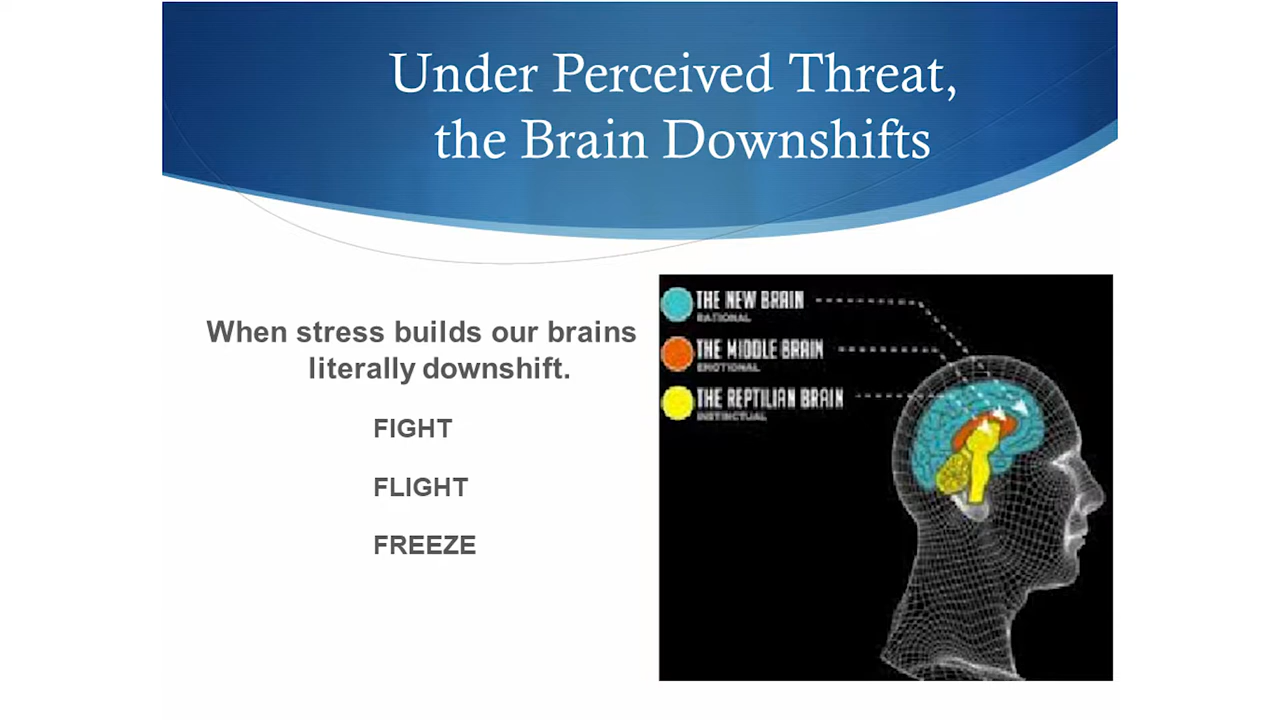 Under Perceived Threat,
the Brain Downshifts
When stress builds our brains
literally downshift.
FIGHT
FLIGHT
FREEZE
THE NEW BRAIN
RATIONAL
THE MIDDLE BRAIN
EMOTIONAL
THE REPTILIAN BRAIN
INSTINCTUAL